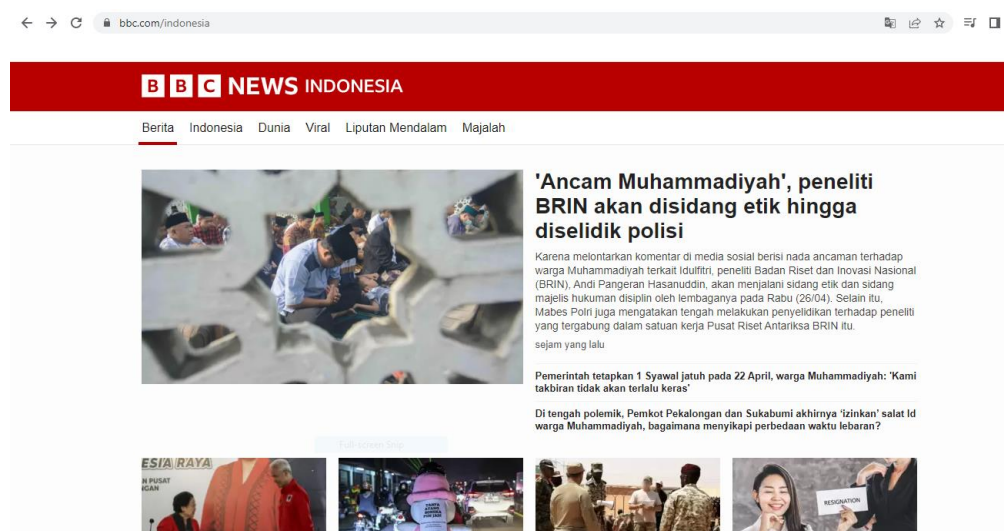 bbc.com/indonesia
BBC NEWS INDONESIA
Berita Indonesia Dunia Viral Liputan Mendalam Majalah
'Ancam Muhammadiyah', peneliti
BRIN akan disidang etik hingga
diselidik polisi
Karena melontarkan komentar di media sosial berisi nada ancaman terhadap
warga Muhammadiyah terkait Idulfitri, peneliti Badan Riset dan Inovasi Nasional
(BRIN), Andi Pangeran Hasanuddin, akan menjalani sidang etik dan sidang
majelis hukuman disiplin oleh lembaganya pada Rabu (26/04). Selain itu,
Mabes Polri juga mengatakan tengah melakukan penyelidikan terhadap peneliti
yang tergabung dalam satuan kerja Pusat Riset Antariksa BRIN itu.
sejam yang lalu
Pemerintah tetapkan 1 Syawal jatuh pada 22 April, warga Muhammadiyah: 'Kami
takbiran tidak akan terlalu keras'
Di tengah polemik, Pemkot Pekalongan dan Sukabumi akhirnya ‘izinkan’ salat Id
warga Muhammadiyah, bagaimana menyikapi perbedaan waktu lebaran?
Full-screen Snip
ESIA RAYA
N PUSAT
NGAN
RESIGNATION